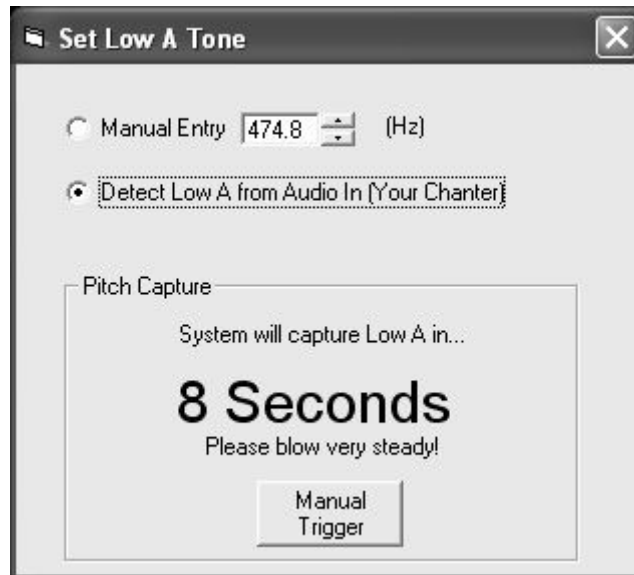 Set Low A Tone
Manual Entry 474.8 (Hz)
Detect Low A from Audio In (Your Chanter)
Pitch Capture
System will capture Low A in...
8 Seconds
Please blow very steady!
Manual
Trigger